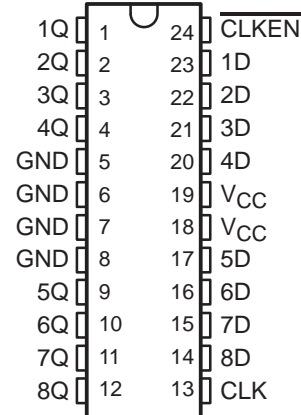 1Q 1 24 CLKEN
2Q 2 23 1D
3Q 3 22 2D
4Q 4 21 3D
GND 5 20 4D
GND 6 19 VCC
GND 7 18 VCC
GND 8 17 5D
5Q 9 16 6D
6Q 10 15 7D
7Q 11 14 8D
8Q 12 13 CLK